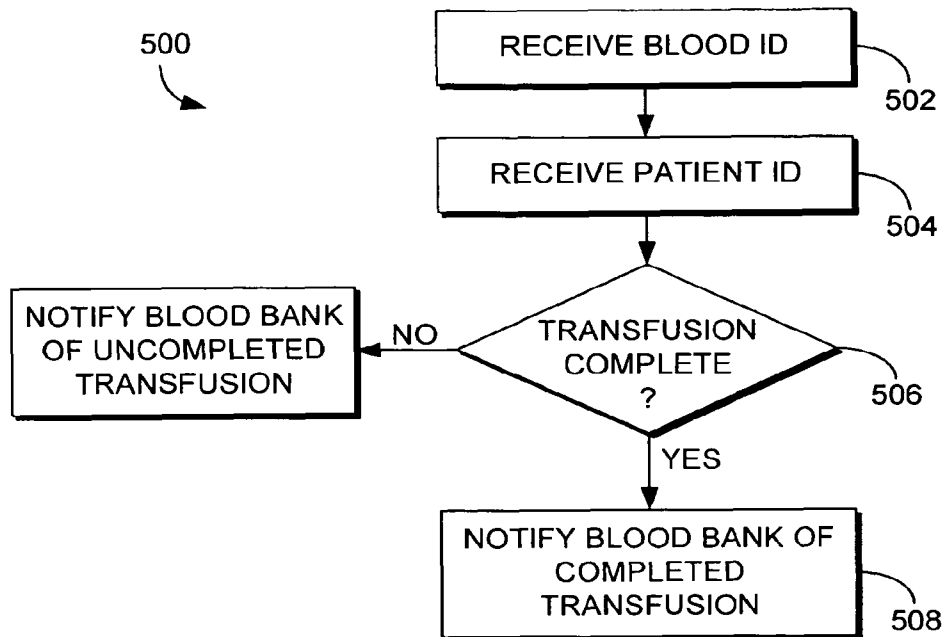 500
RECEIVE BLOOD ID
502
RECEIVE PATIENT ID
504
TRANSFUSION
COMPLETE
?
506
NO
NOTIFY BLOOD BANK
OF UNCOMPLETED
TRANSFUSION
YES
NOTIFY BLOOD BANK OF
COMPLETED
TRANSFUSION
508